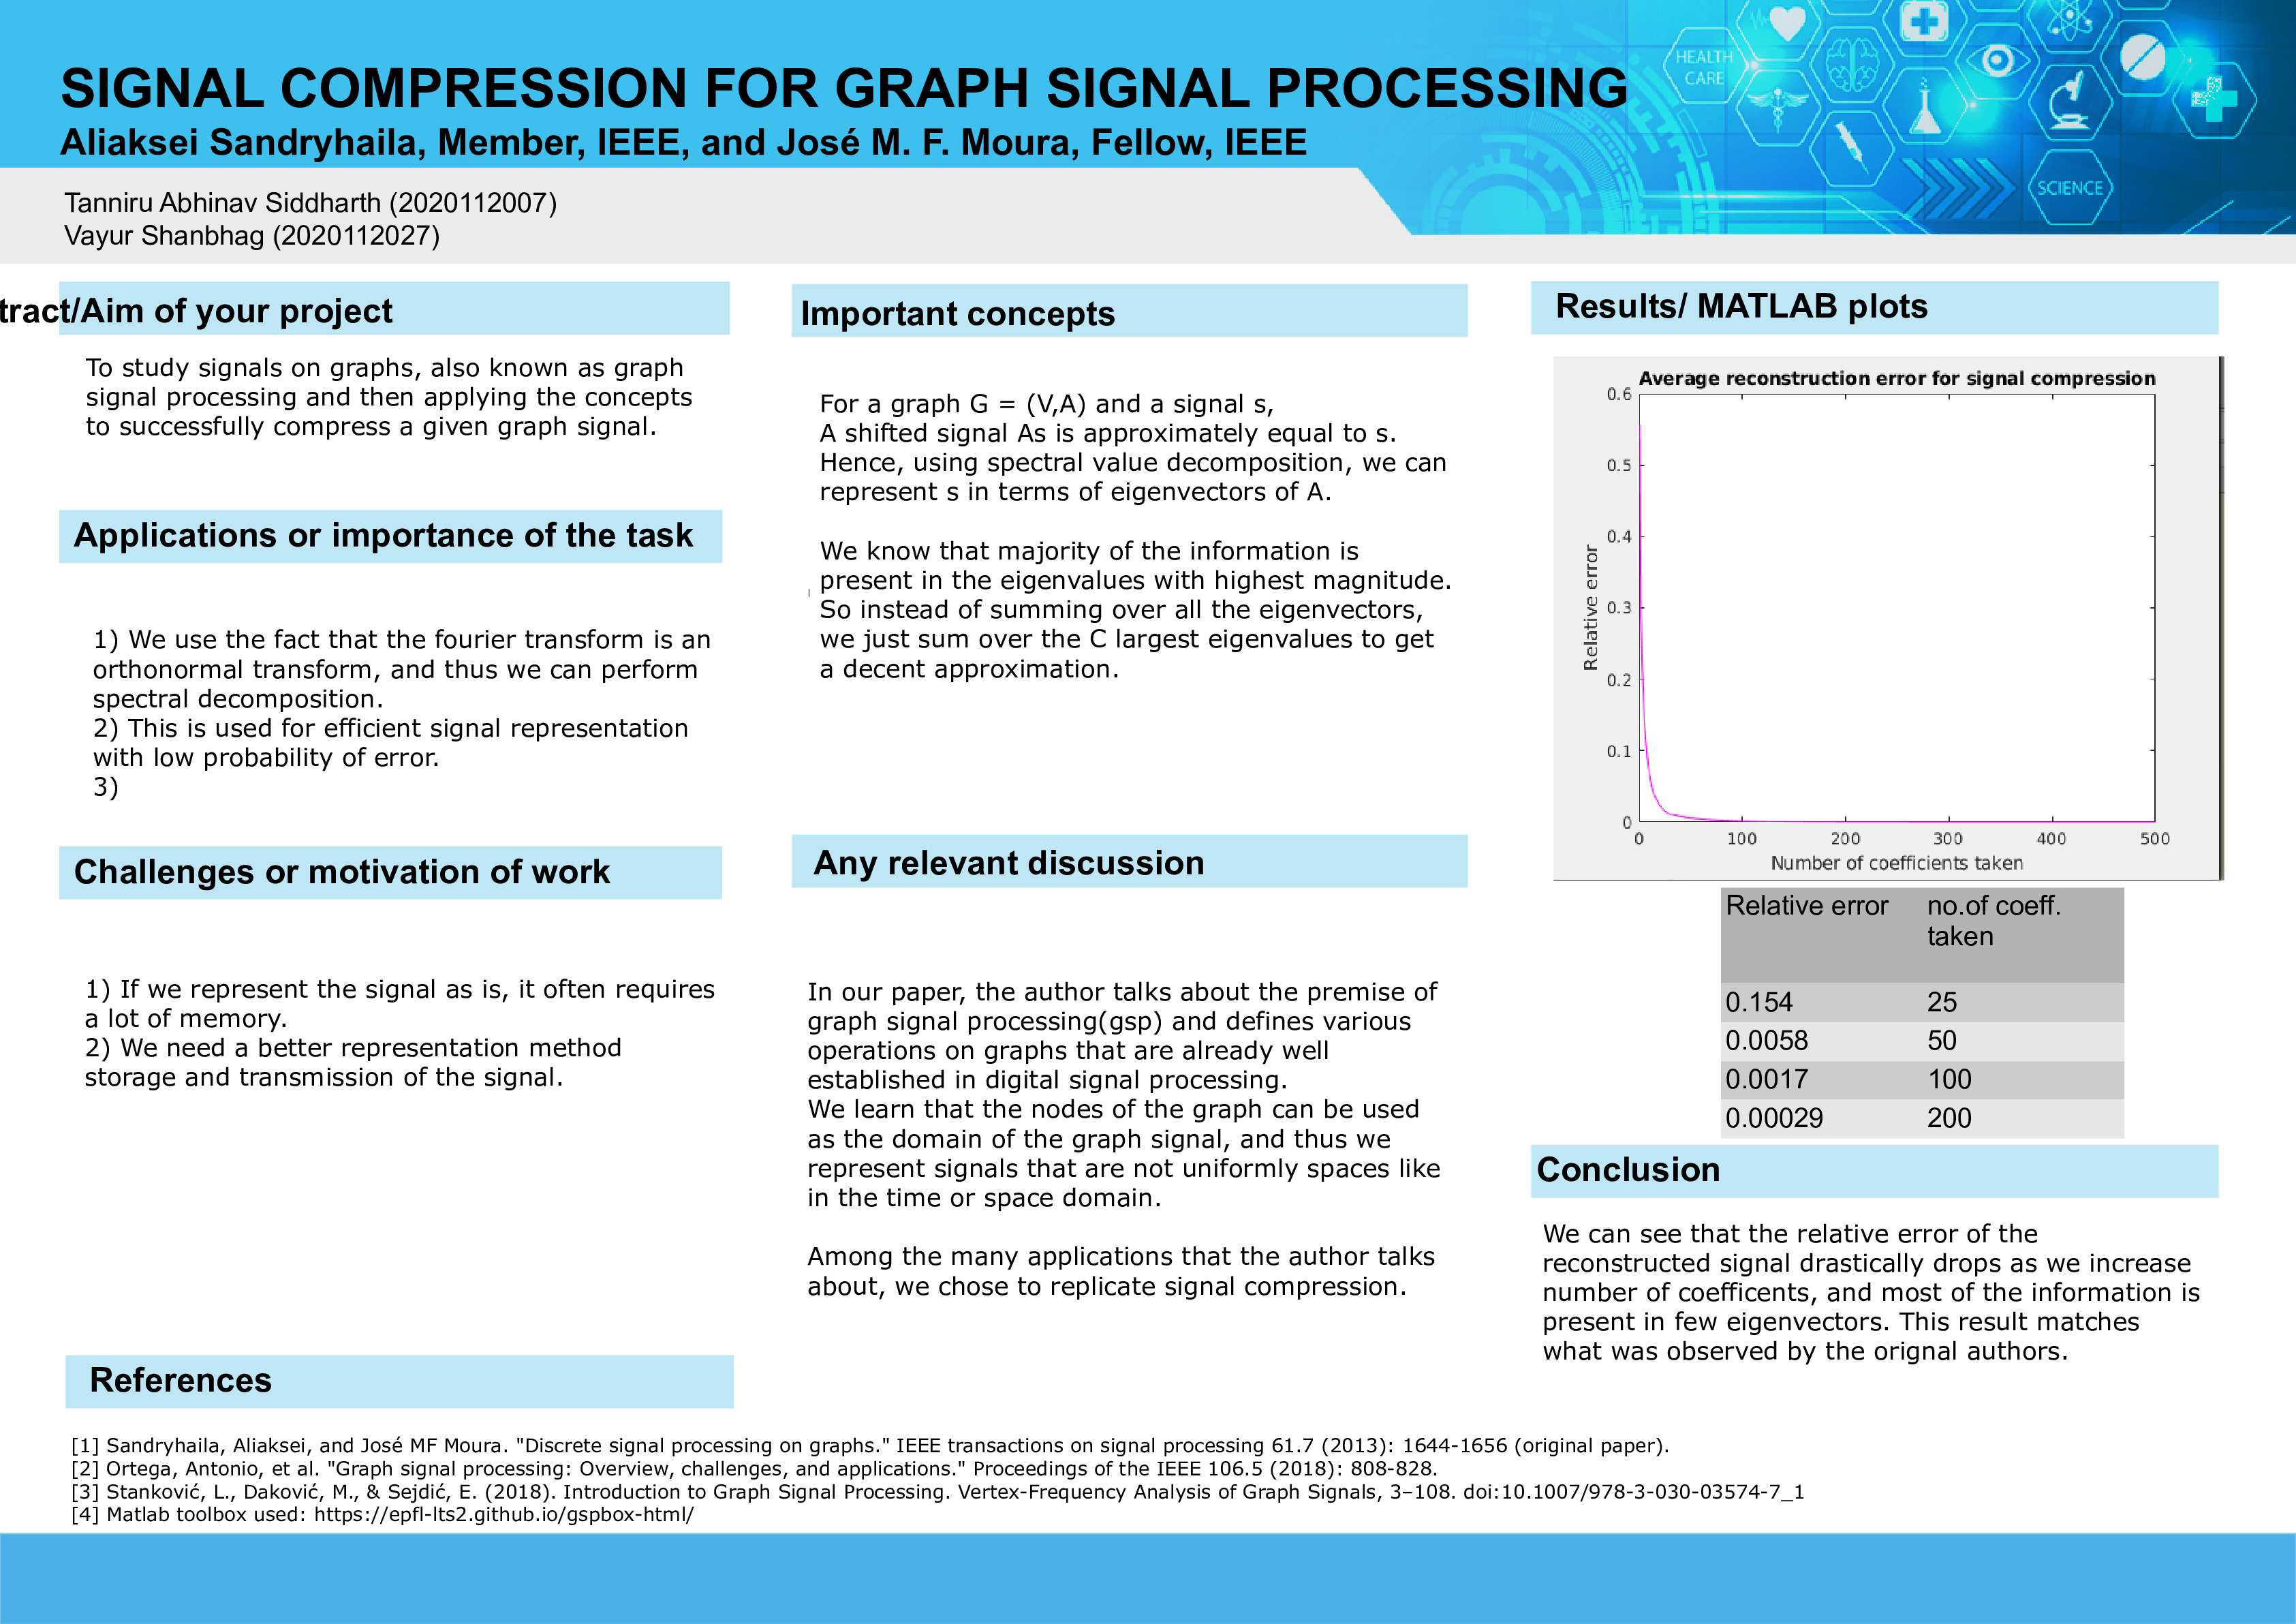 SIGNAL COMPRESSION FOR GRAPH SIGNAL PROCESSING
Aliaksei Sandryhaila, Member, IEEE, and José M. F. Moura, Fellow, IEEE
HEALTH
CARE
SCIENCE
Tanniru Abhinav Siddharth (2020112007)
Vayur Shanbhag (2020112027)
tract/Aim of your project
To study signals on graphs, also known as graph
signal processing and then applying the concepts
to successfully compress a given graph signal.
Applications or importance of the task
1) We use the fact that the fourier transform is an
orthonormal transform, and thus we can perform
spectral decomposition.
2) This is used for efficient signal representation
with low probability of error.
3)
Challenges or motivation of work
1) If we represent the signal as is, it often requires
a lot of memory.
2) We need a better representation method
storage and transmission of the signal.
Important concepts
For a graph G = (V,A) and a signal s,
A shifted signal As is approximately equal to s.
Hence, using spectral value decomposition, we can
represent s in terms of eigenvectors of A.
We know that majority of the information is
present in the eigenvalues with highest magnitude.
So instead of summing over all the eigenvectors,
we just sum over the C largest eigenvalues to get
a decent approximation.
Any relevant discussion
In our paper, the author talks about the premise of
graph signal processing(gsp) and defines various
operations on graphs that are already well
established in digital signal processing.
We learn that the nodes of the graph can be used
as the domain of the graph signal, and thus we
represent signals that are not uniformly spaces like
in the time or space domain.
Among the many applications that the author talks
about, we chose to replicate signal compression.
Results/ MATLAB plots
Average reconstruction error for signal compression
0.6
0.5
0.4
0.3
0.2
0.1
0
Relative error
0 100 200 300 400 500
Number of coefficients taken
Relative error no.of coeff.
taken
0.154 25
0.0058 50
0.0017 100
0.00029 200
Conclusion
We can see that the relative error of the
reconstructed signal drastically drops as we increase
number of coefficents, and most of the information is
present in few eigenvectors. This result matches
what was observed by the orignal authors.
References
[1] Sandryhaila, Aliaksei, and José MF Moura. "Discrete signal processing on graphs." IEEE transactions on signal processing 61.7 (2013): 1644-1656 (original paper).
[2] Ortega, Antonio, et al. "Graph signal processing: Overview, challenges, and applications." Proceedings of the IEEE 106.5 (2018): 808-828.
[3] Stanković, L., Daković, M., & Sejdić, E. (2018). Introduction to Graph Signal Processing. Vertex-Frequency Analysis of Graph Signals, 3–108. doi:10.1007/978-3-030-03574-7_1
[4] Matlab toolbox used: https://epfl-lts2.github.io/gspbox-html/